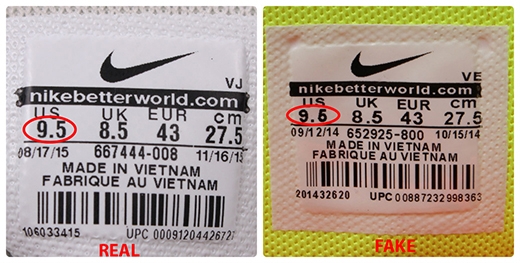 VJ
nikebetterworld.com
US UK EUR cm
9.5 8.5 43 27.5
08/17/15 667444-008 11/16/15
MADE IN VIETNAM
FABRIQUE AU VIETNAM
106033415 UPC 00091204426727
REAL
VE
nikebetterworld.com
US UK EUR cm
9.5 8.5 43 27.5
09/12/14 652925-800 10/15/14
MADE IN VIETNAM
FABRIQUE AU VIETNAM
201432620 UPC 00887232998363
FAKE